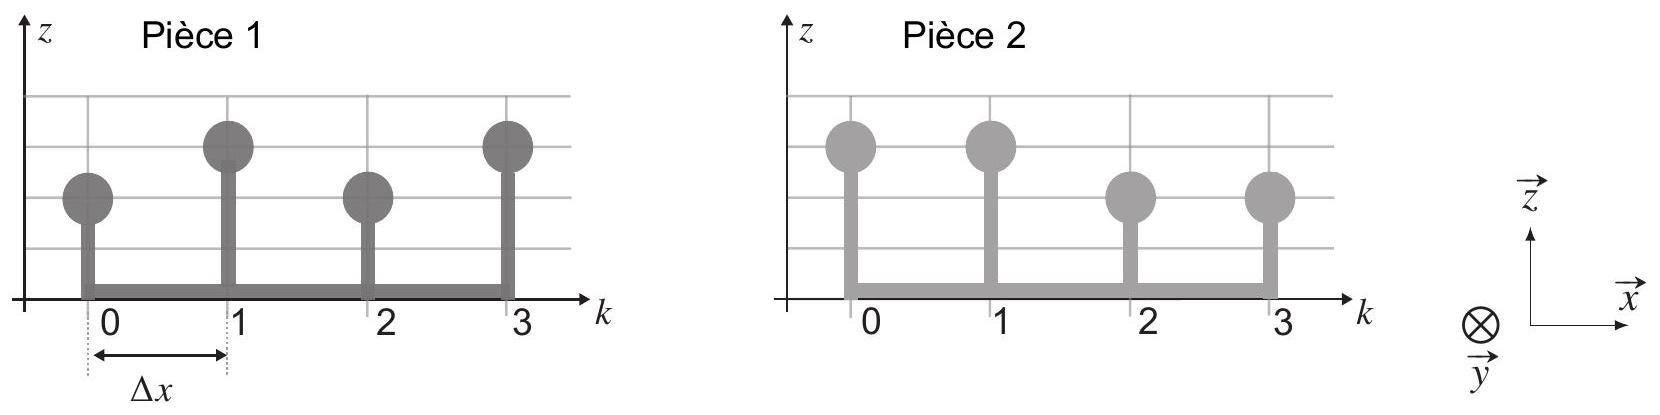 z Pièce 1
0 1 2 3 k
Δx
z Pièce 2
0 1 2 3 k
z
x
y